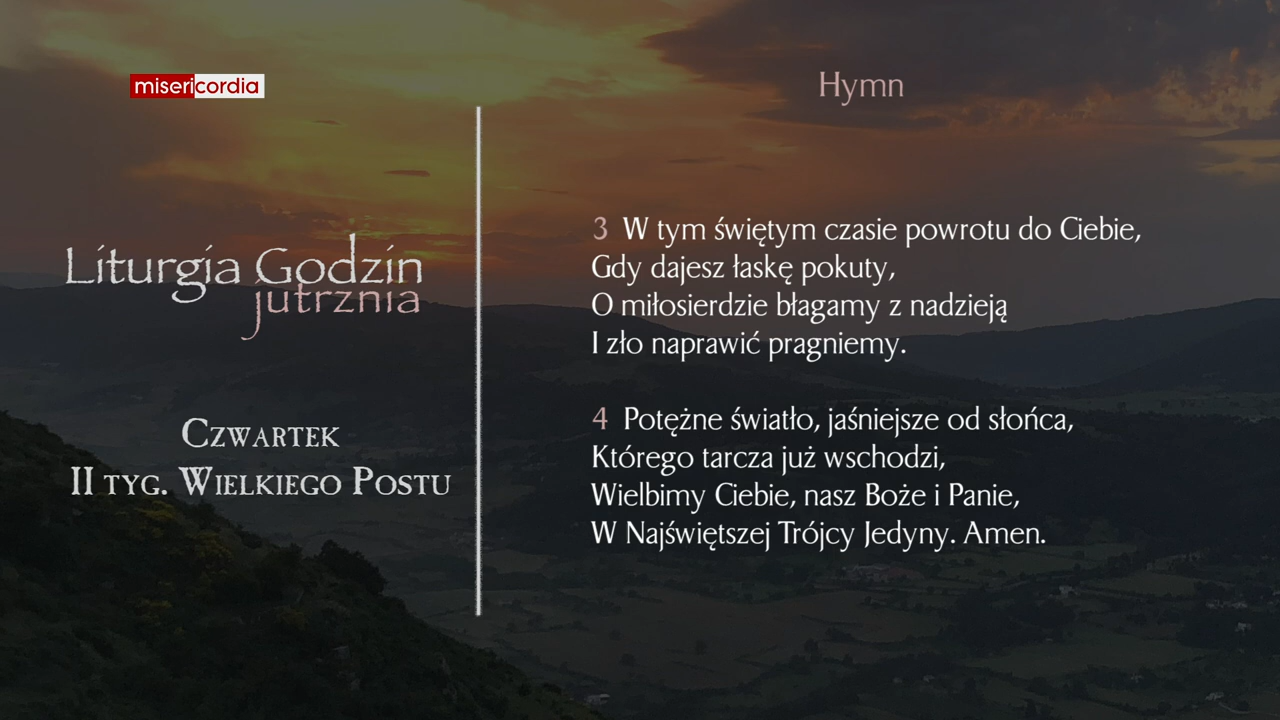 misericordia
Liturgia Godzin
jutrznia
Czwartek
II tyg. Wielkiego Postu
Hymn
3 W tym świętym czasie powrotu do Ciebie,
Gdy dajesz łaskę pokuty,
O miłosierdzie błagamy z nadzieją
I zło naprawić pragniemy.
4 Potężne światło, jaśniejsze od słońca,
Którego tarcza już wschodzi,
Wielbimy Ciebie, nasz Boże i Panie,
W Najświętszej Trójcy Jedyny. Amen.